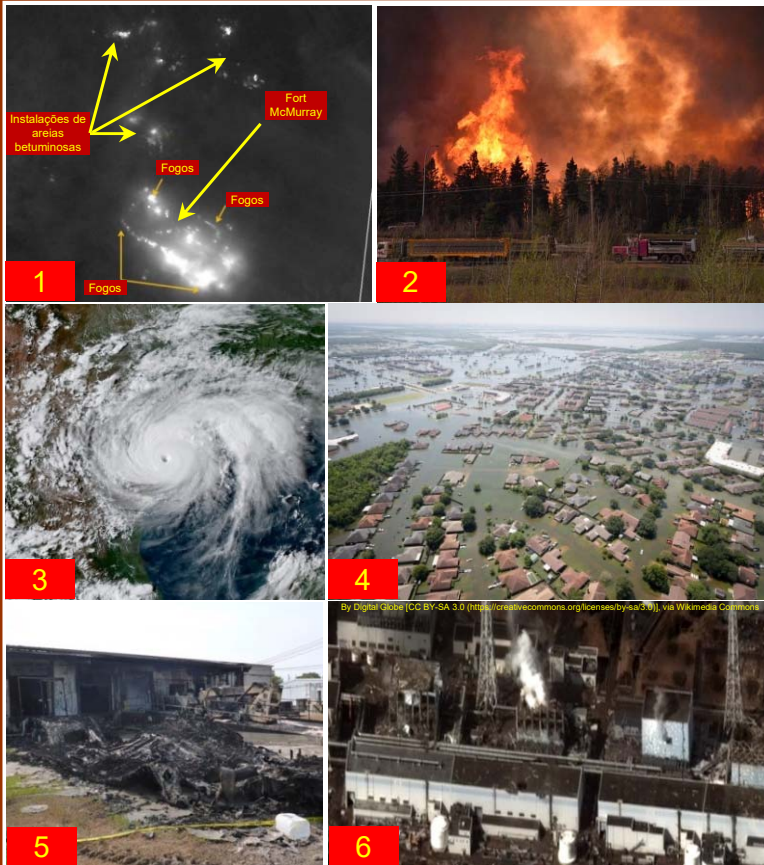 Instalações de
areias
betuminosas
Fort
McMurray
Fogos
Fogos
Fogos
1
2
3
4
By Digital Globe [CC BY-SA 3.0 (https://creativecommons.org/licenses/by-sa/3.0)], via Wikimedia Commons
5
6